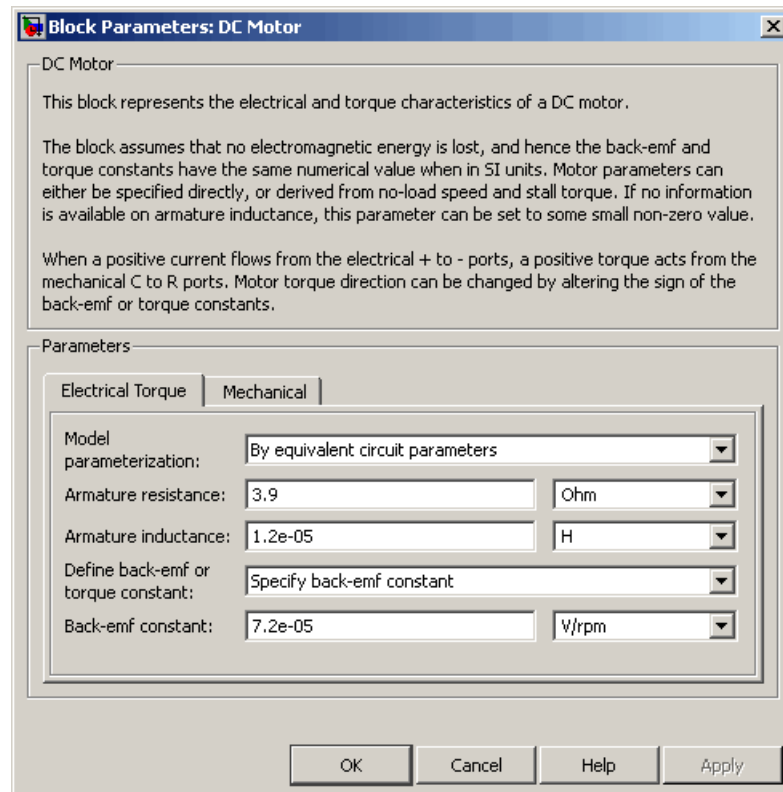 Block Parameters: DC Motor
DC Motor
This block represents the electrical and torque characteristics of a DC motor.
The block assumes that no electromagnetic energy is lost, and hence the back-emf and
torque constants have the same numerical value when in SI units. Motor parameters can
either be specified directly, or derived from no-load speed and stall torque. If no information
is available on armature inductance, this parameter can be set to some small non-zero value.
When a positive current flows from the electrical + to - ports, a positive torque acts from the
mechanical C to R ports. Motor torque direction can be changed by altering the sign of the
back-emf or torque constants.
Parameters
Electrical Torque Mechanical
Model
parameterization: By equivalent circuit parameters
Armature resistance: 3.9 Ohm
Armature inductance: 1.2e-05 H
Define back-emf or
torque constant: Specify back-emf constant
Back-emf constant: 7.2e-05 V/rpm
OK Cancel Help Apply